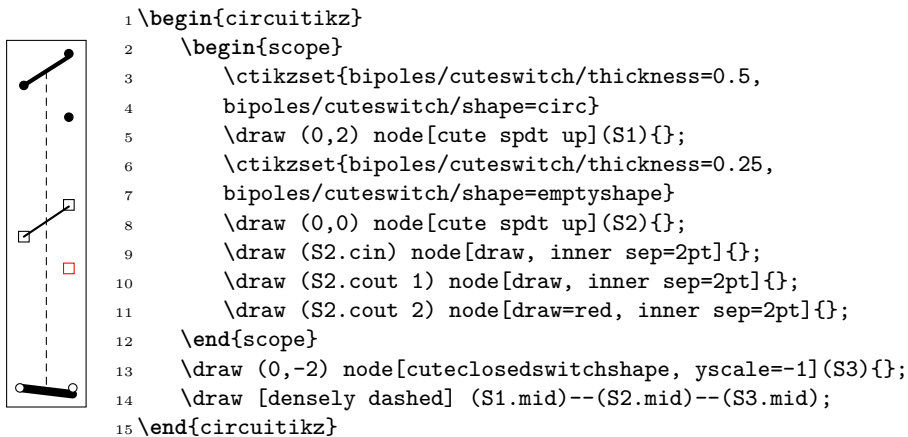 1 \begin{circuitikz}
2     \begin{scope}
3         \ctikzset{bipoles/cuteswitch/thickness=0.5,
4         bipoles/cuteswitch/shape=circ}
5         \draw (0,2) node[cute spdt up](S1){};
6         \ctikzset{bipoles/cuteswitch/thickness=0.25,
7         bipoles/cuteswitch/shape=emptyshape}
8         \draw (0,0) node[cute spdt up](S2){};
9         \draw (S2.cin) node[draw, inner sep=2pt]{};
10         \draw (S2.cout 1) node[draw, inner sep=2pt]{};
11         \draw (S2.cout 2) node[draw=red, inner sep=2pt]{};
12     \end{scope}
13     \draw (0,-2) node[cuteclosedswitchshape, yscale=-1](S3){};
14     \draw [densely dashed] (S1.mid)--(S2.mid)--(S3.mid);
15 \end{circuitikz}